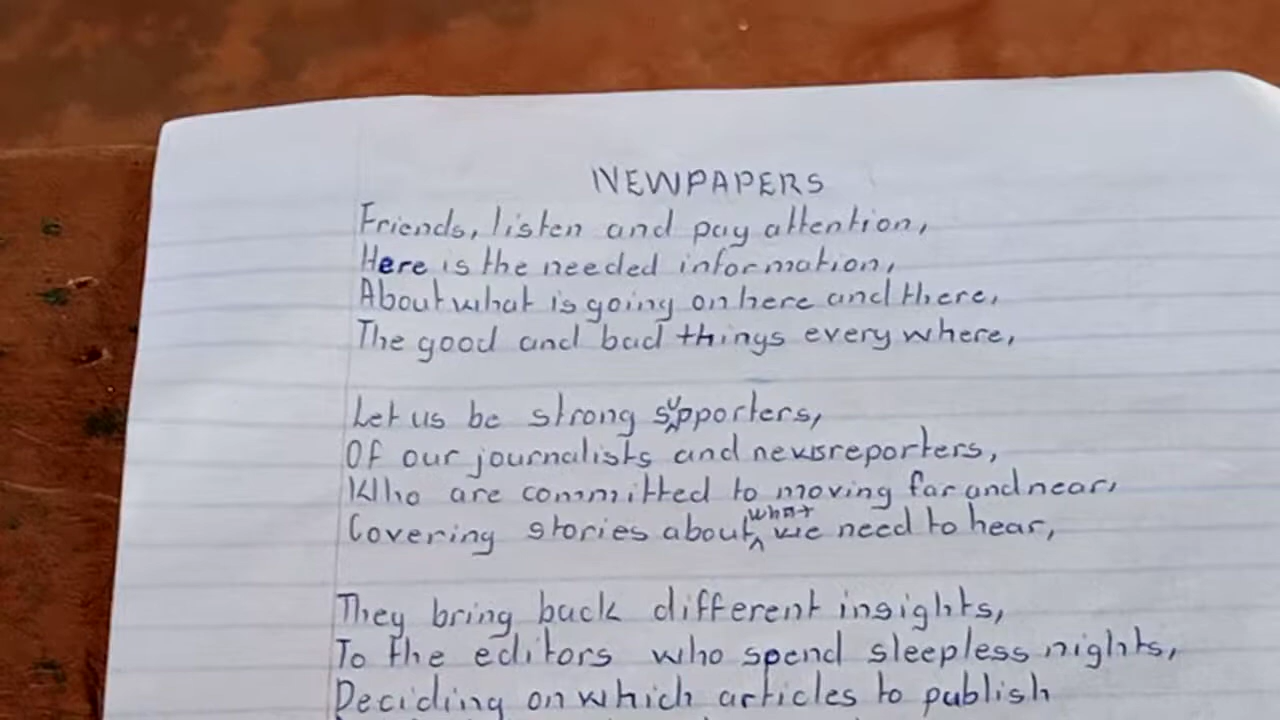 NEWPAPERS
Friends, listen and pay attention,
Here is the needed information,
About what is going on here and there,
The good and bad things every where,
Let us be strong supporters,
Of our journalists and newsreporters,
Who are committed to moving far and near,
Covering stories about what we need to hear,
They bring back different insights,
To the editors who spend sleepless nights,
Deciding on which articles to publish